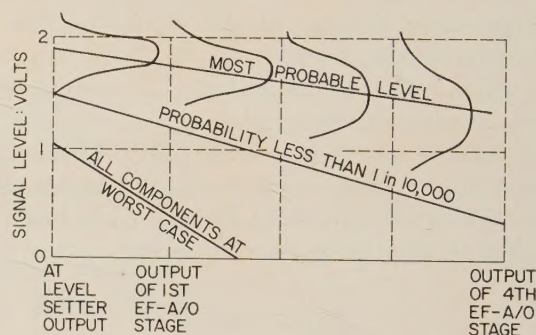 SIGNAL LEVEL: VOLTS
2
1
0
MOST PROBABLE LEVEL
PROBABILITY LESS THAN 1 in 10,000
ALL COMPONENTS AT
WORST CASE
AT
LEVEL
SETTER
OUTPUT
OUTPUT
OF 1ST
EF-A/O
STAGE
OUTPUT
OF 4TH
EF-A/O
STAGE